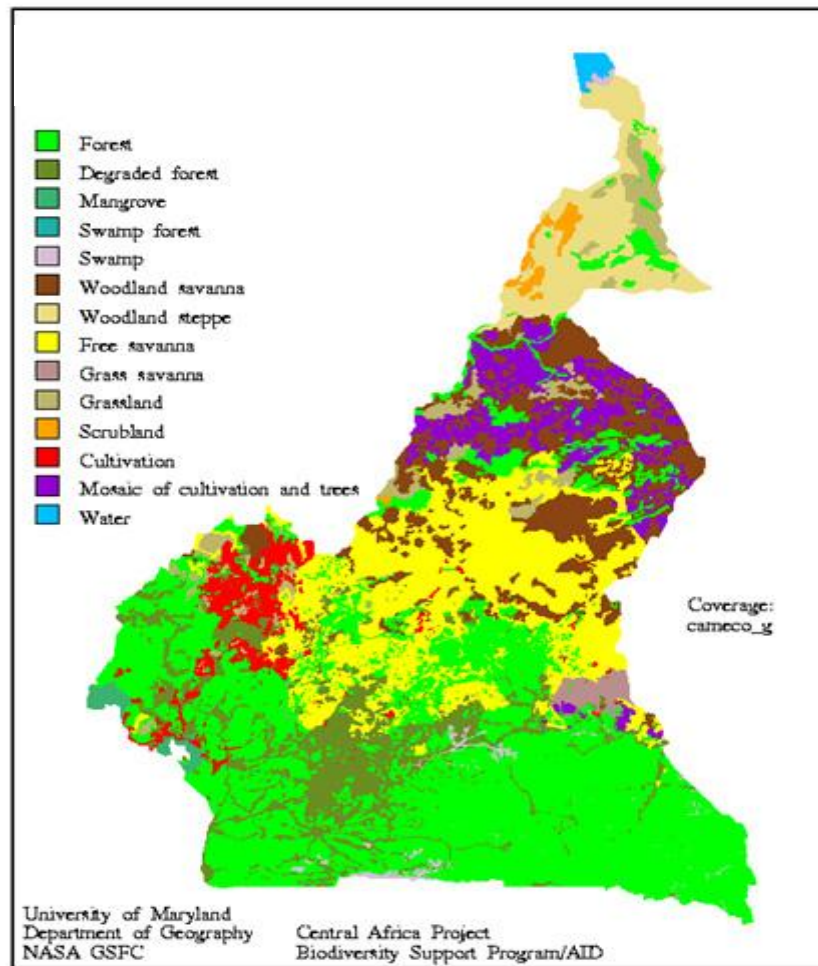 Forest
Degraded forest
Mangrove
Swamp forest
Swamp
Woodland savanna
Woodland steppe
Free savanna
Grass savanna
Grassland
Scrubland
Cultivation
Mosaic of cultivation and trees
Water
Coverage:
cameco_g
University of Maryland
Department of Geography
NASA GSFC
Central Africa Project
Biodiversity Support Program/AID